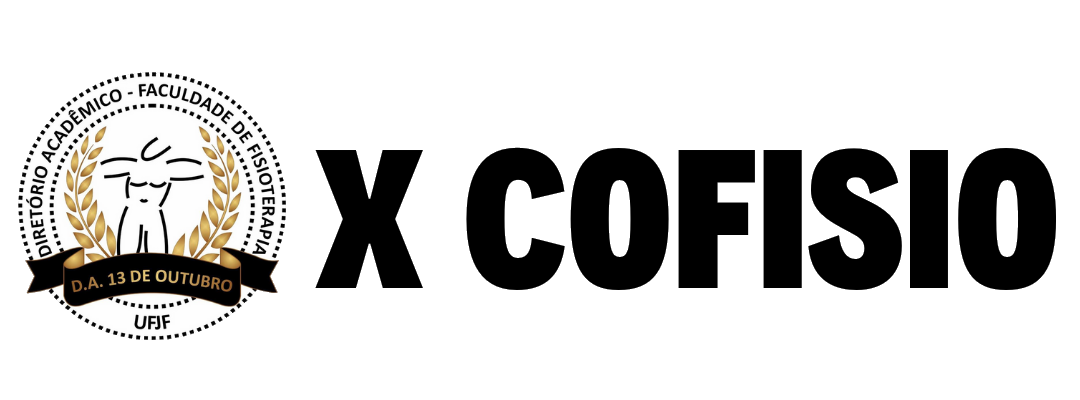 DIRETÓRIO ACADÊMICO - FACULDADE DE FISIOTERAPIA
D.A. 13 DE OUTUBRO
UFJF
X COFISIO